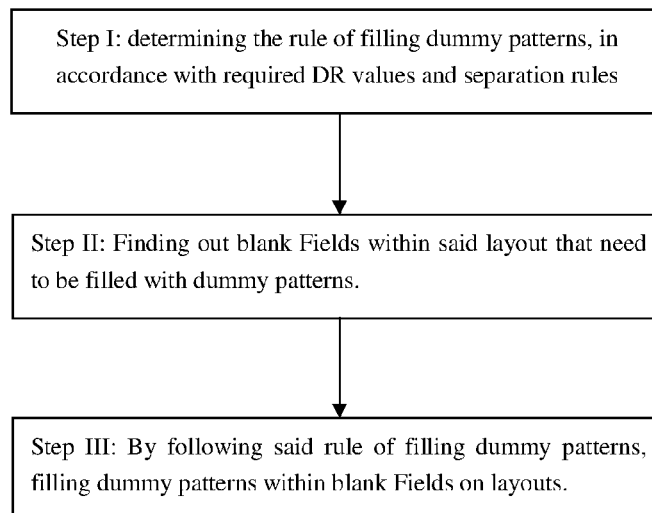 Step I: determining the rule of filling dummy patterns, in
accordance with required DR values and separation rules
Step II: Finding out blank Fields within said layout that need
to be filled with dummy patterns.
Step III: By following said rule of filling dummy patterns,
filling dummy patterns within blank Fields on layouts.